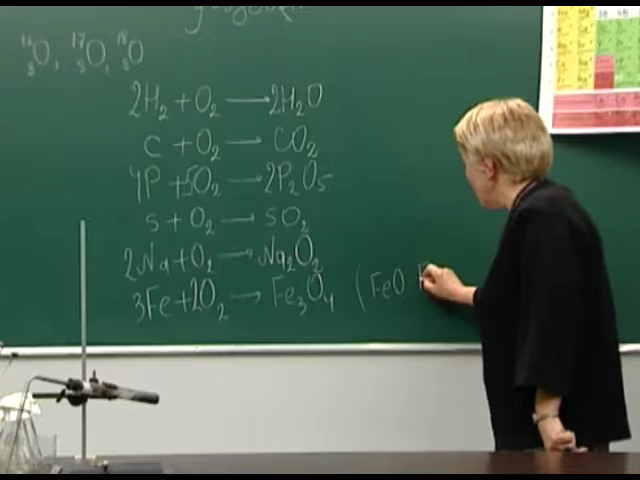 ¹⁶₈O, ¹⁷₈O, ¹⁸₈O
2H₂ + O₂ → 2H₂O
C + O₂ → CO₂
4P + 5O₂ → 2P₂O₅
S + O₂ → SO₂
2Na + O₂ → Na₂O₂
3Fe + 2O₂ → Fe₃O₄ (FeO F